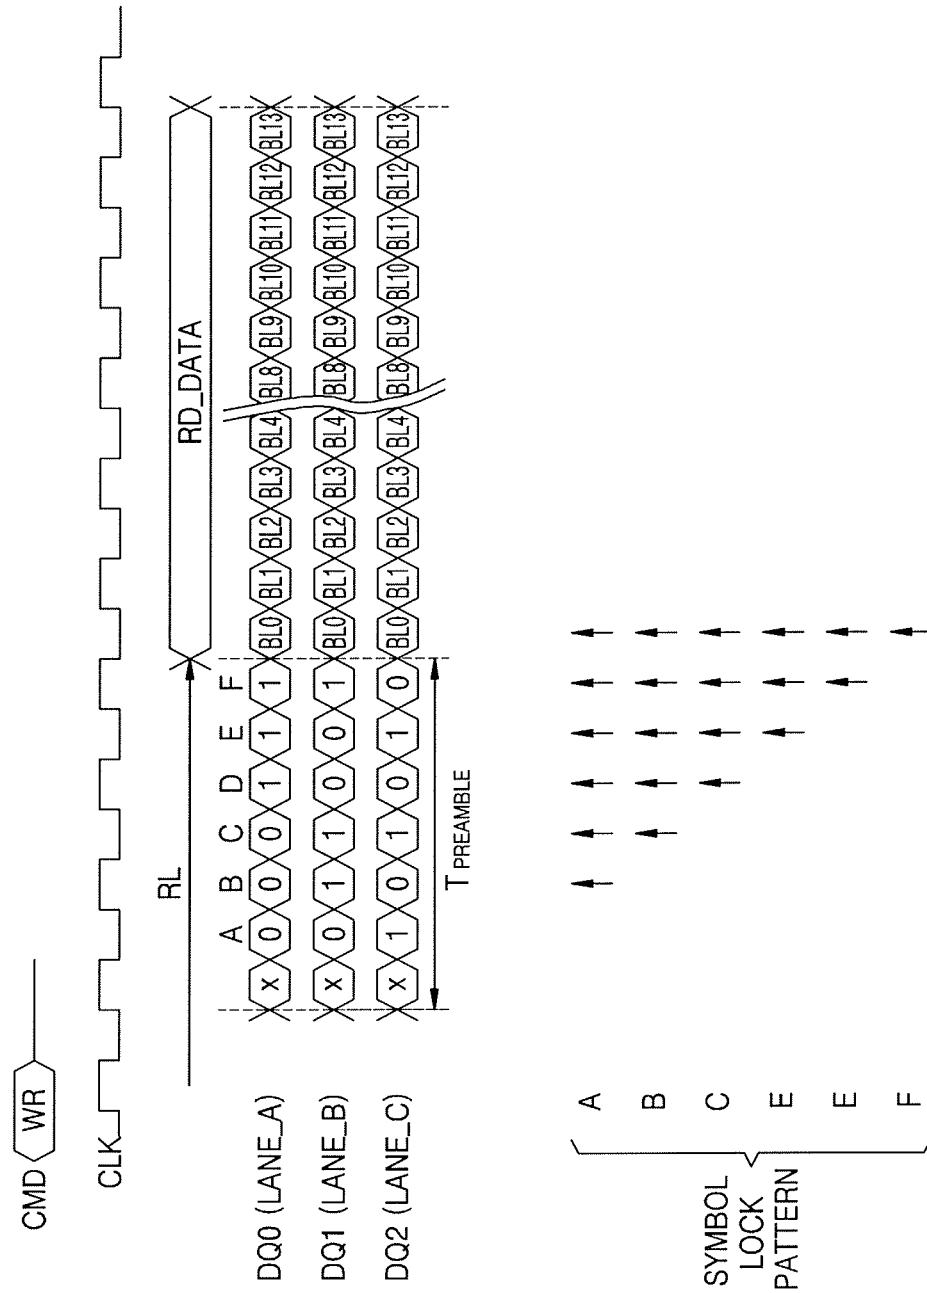 CMD WR
CLK
RL
RD_DATA
A B C D E F
DQ0 (LANE_A) x 0 0 0 1 1 1 BL0 BL1 BL2 BL3 BL4 BL8 BL9 BL10 BL11 BL12 BL13
DQ1 (LANE_B) x 0 1 1 0 0 1 BL0 BL1 BL2 BL3 BL4 BL8 BL9 BL10 BL11 BL12 BL13
DQ2 (LANE_C) x 1 0 1 0 1 0 BL0 BL1 BL2 BL3 BL4 BL8 BL9 BL10 BL11 BL12 BL13
T PREAMBLE
SYMBOL
LOCK
PATTERN
A
B
C
E
E
F